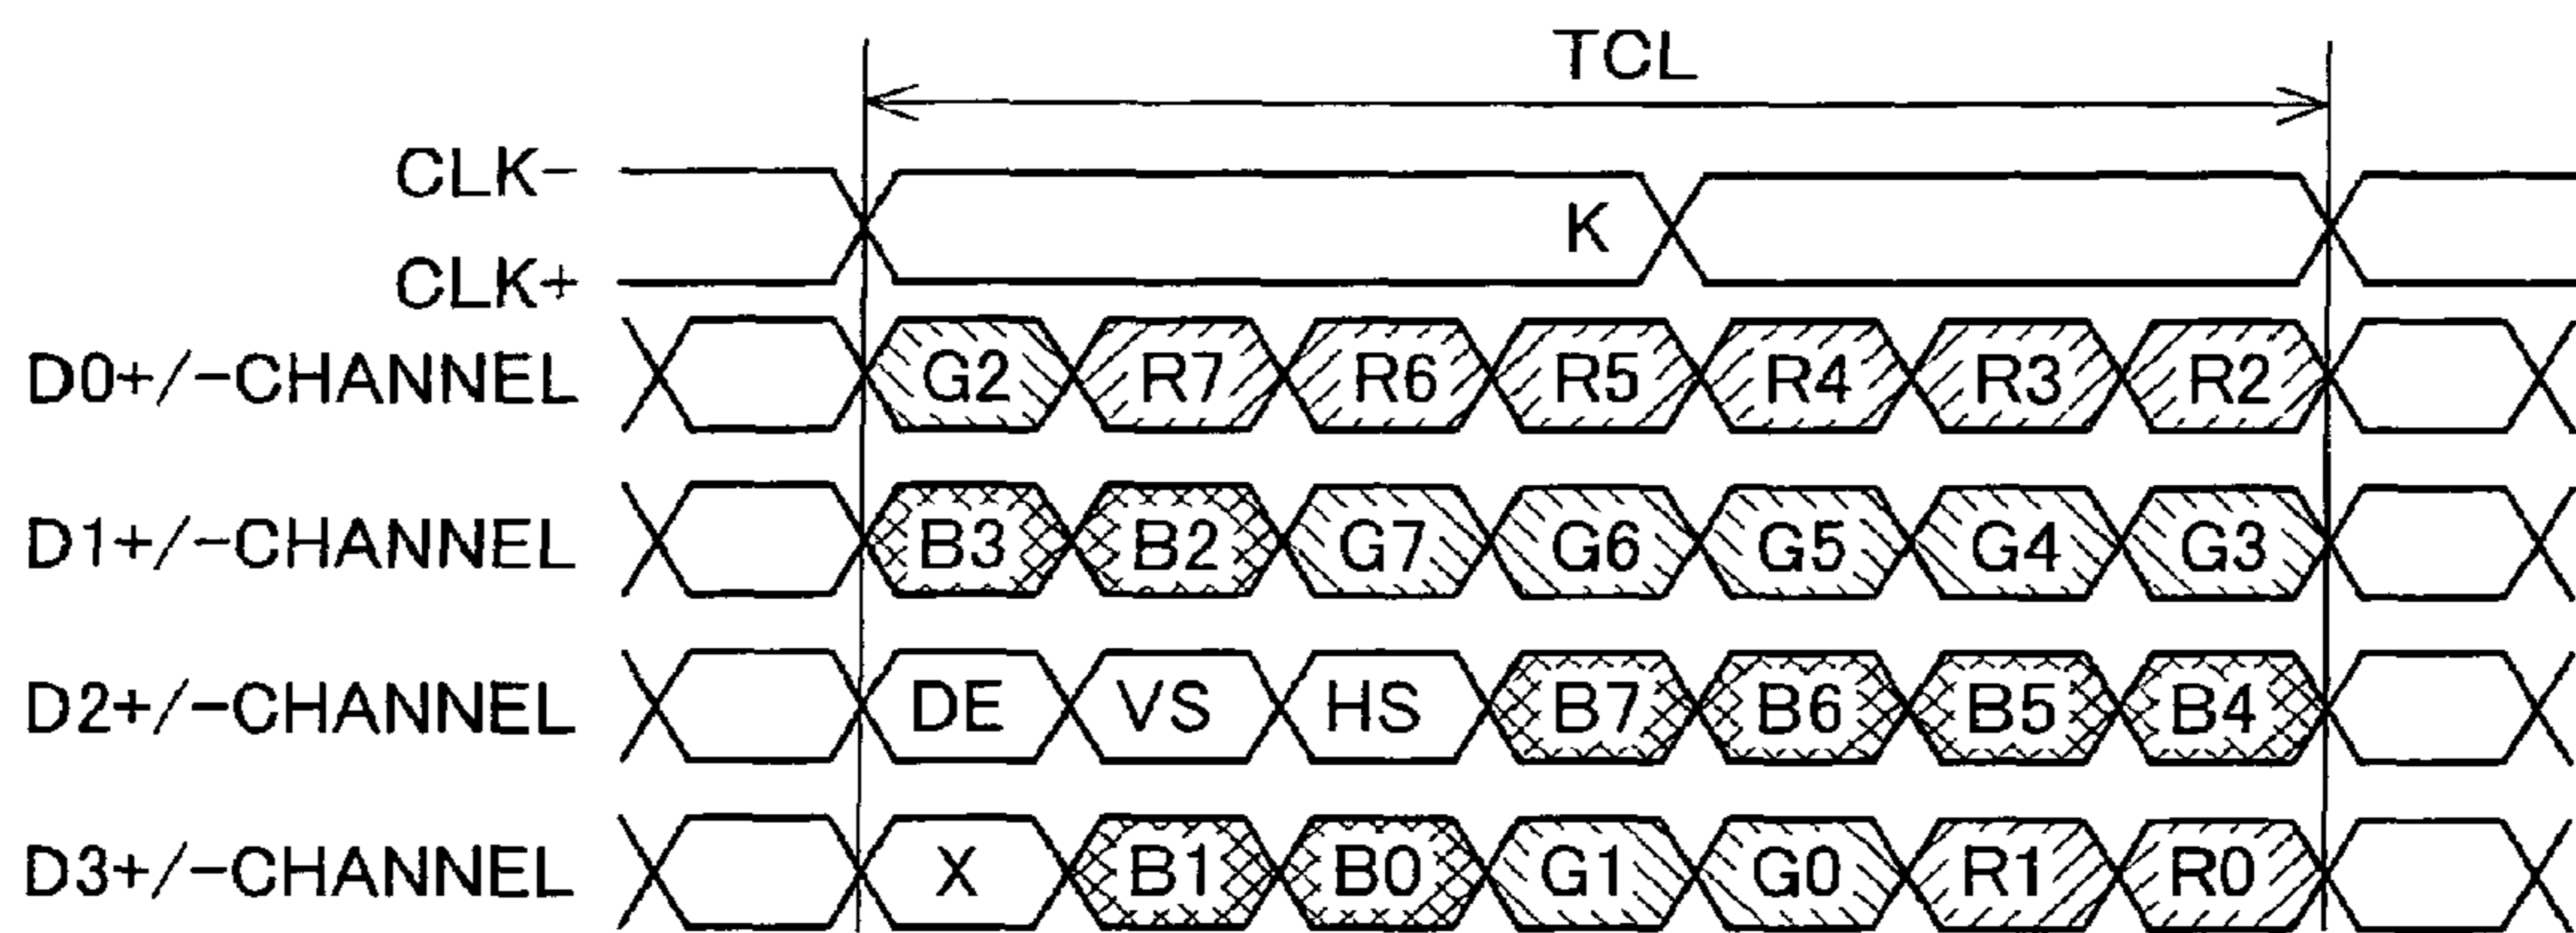 TCL
CLK-
K
CLK+
D0+/-CHANNEL G2 R7 R6 R5 R4 R3 R2
D1+/-CHANNEL B3 B2 G7 G6 G5 G4 G3
D2+/-CHANNEL DE VS HS B7 B6 B5 B4
D3+/-CHANNEL X B1 B0 G1 G0 R1 R0